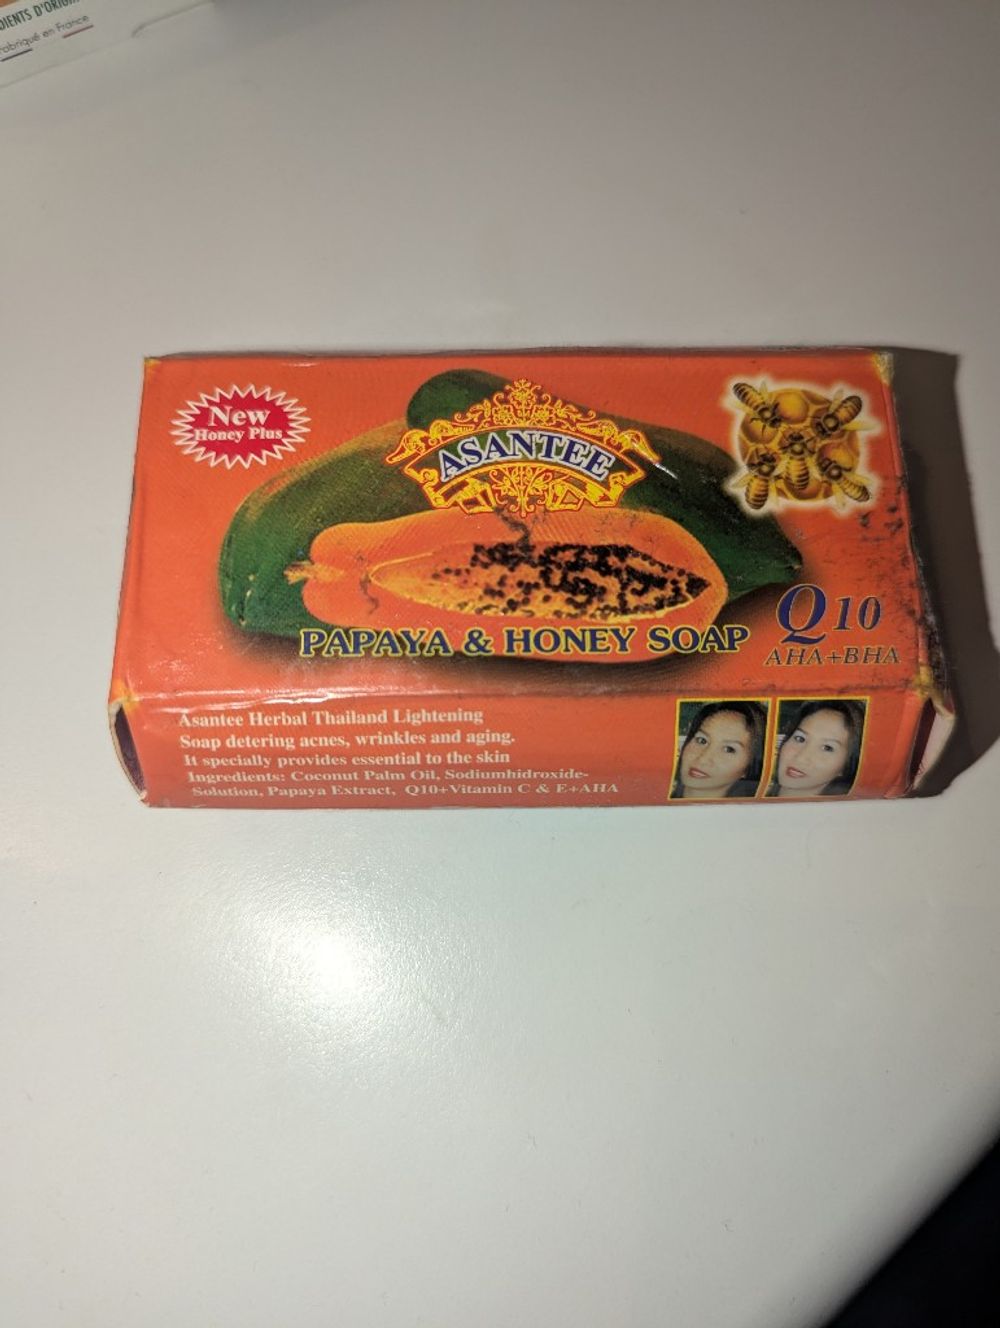 Fabriqué en France
New
Honey Plus
ASANTEE
PAPAYA & HONEY SOAP
Q10
AHA+BHA
Asantee Herbal Thailand Lightening
Soap detering acnes, wrinkles and aging.
It specially provides essential to the skin
Ingredients: Coconut Palm Oil, Sodiumhidroxide-
Solution, Papaya Extract, Q10+Vitamin C & E+AHA